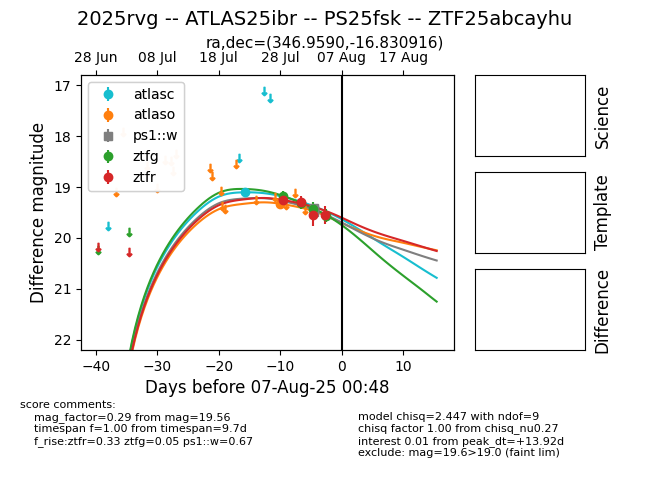 2025rvg -- ATLAS25ibr -- PS25fsk -- ZTF25abcayhu
ra,dec=(346.9590,-16.830916)
28 Jun 08 Jul 18 Jul 28 Jul 07 Aug 17 Aug
atlasc
atlaso
ps1::w
ztfg
ztfr
17
18
19
20
21
22
Difference magnitude
−40 −30 −20 −10 0 10
Days before 07-Aug-25 00:48
Science
Template
Difference
score comments:
mag_factor=0.29 from mag=19.56
timespan f=1.00 from timespan=9.7d
f_rise:ztfr=0.33 ztfg=0.05 ps1::w=0.67
model chisq=2.447 with ndof=9
chisq factor 1.00 from chisq_nu0.27
interest 0.01 from peak_dt=+13.92d
exclude: mag=19.6>19.0 (faint lim)